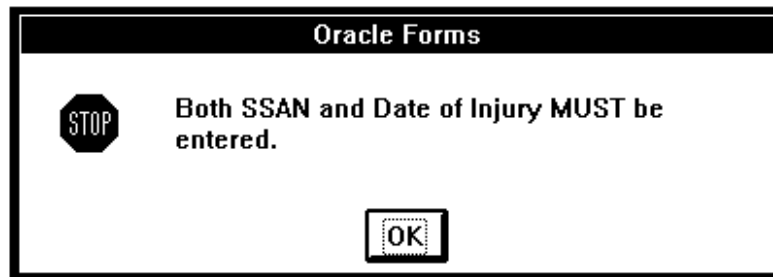 Oracle Forms
STOP
Both SSAN and Date of Injury MUST be
entered.
OK